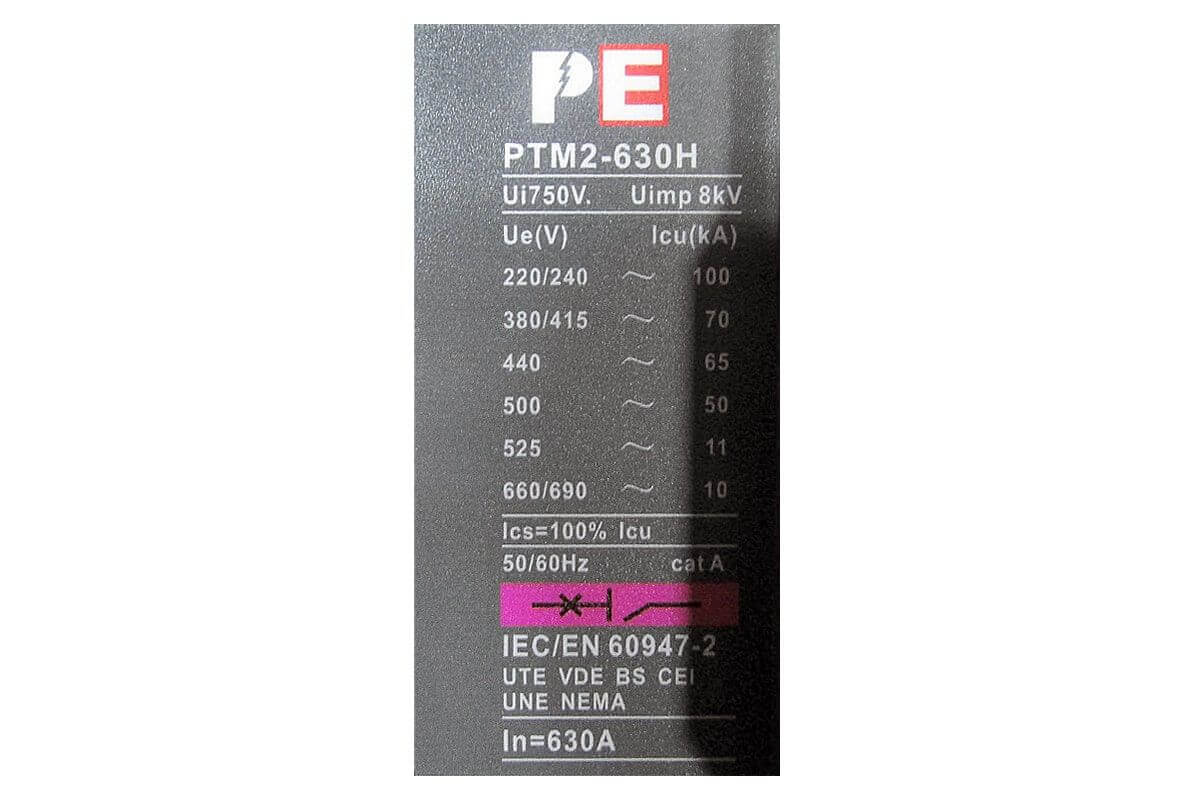 PE
PTM2-630H
Ui750V. Uimp 8kV
Ue(V) Icu(kA)
220/240 ~ 100
380/415 ~ 70
440 ~ 65
500 ~ 50
525 ~ 11
660/690 ~ 10
Ics=100% Icu
50/60Hz cat A
IEC/EN 60947-2
UTE VDE BS CEI
UNE NEMA
In=630A